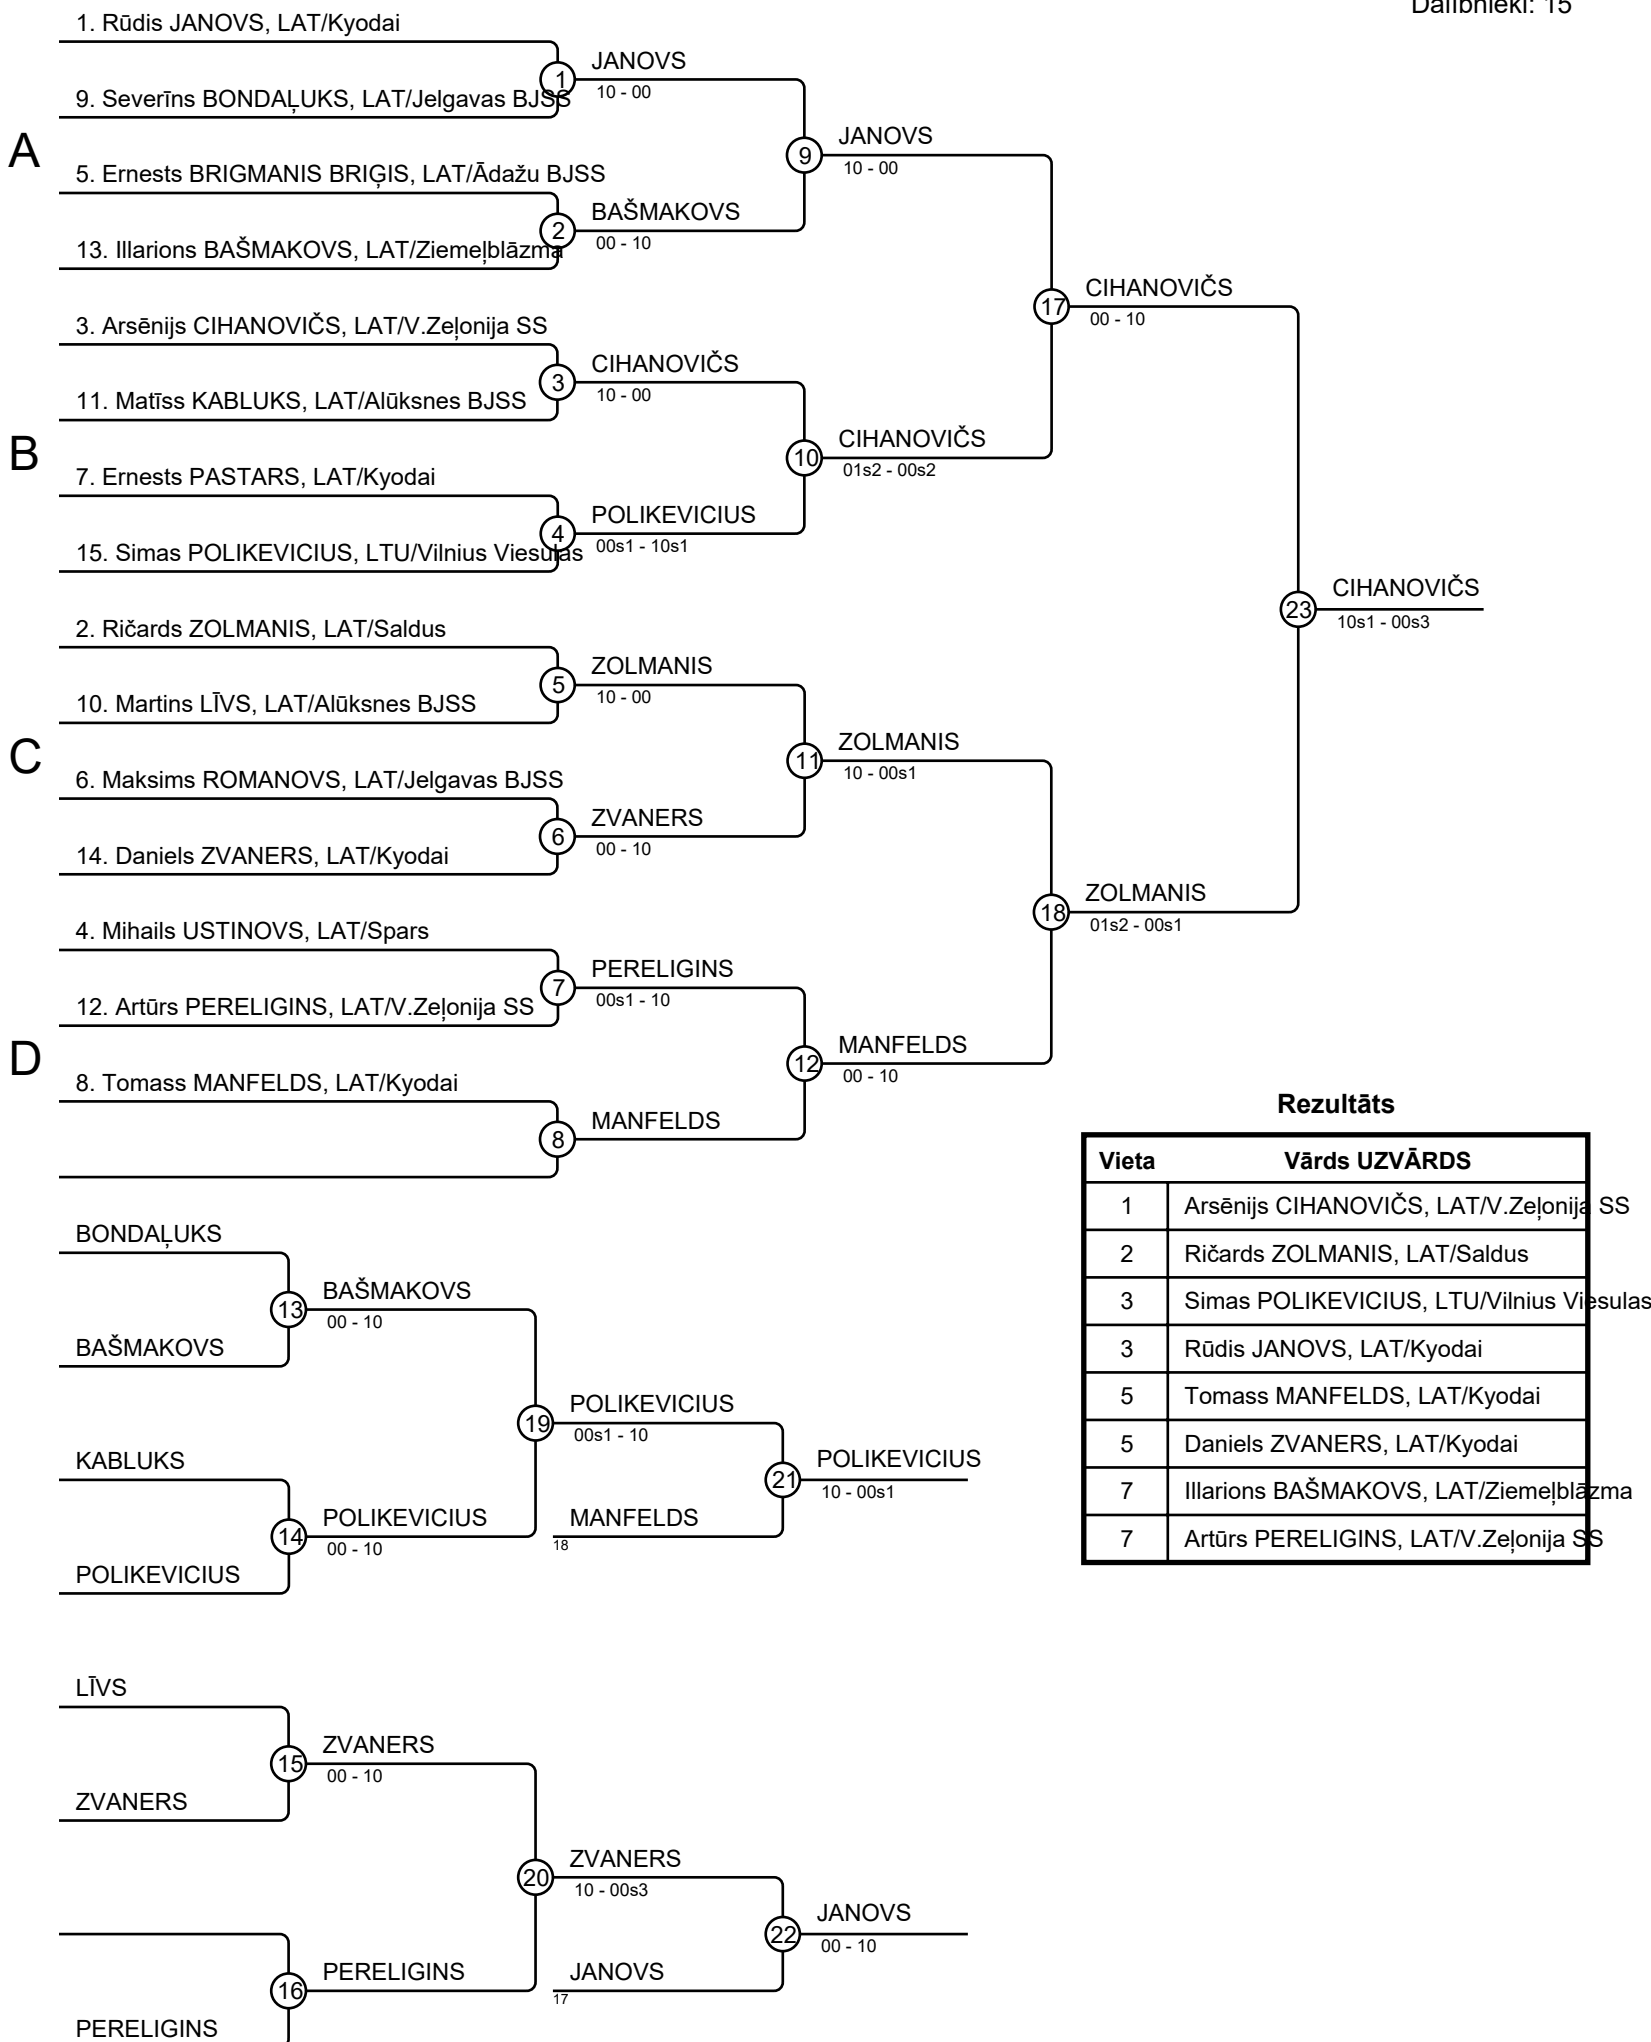 Dalībnieki: 15
1. Rūdis JANOVS, LAT/Kyodai
1
JANOVS
10 - 00
9. Severīns BONDAĻUKS, LAT/Jelgavas BJSS
A
9
JANOVS
10 - 00
5. Ernests BRIGMANIS BRIĢIS, LAT/Ādažu BJSS
2
BAŠMAKOVS
00 - 10
13. Illarions BAŠMAKOVS, LAT/Ziemeļblāzma
17
CIHANOVIČS
00 - 10
3. Arsēnijs CIHANOVIČS, LAT/V.Zeļonija SS
3
CIHANOVIČS
10 - 00
11. Matīss KABLUKS, LAT/Alūksnes BJSS
B
10
CIHANOVIČS
01s2 - 00s2
7. Ernests PASTARS, LAT/Kyodai
4
POLIKEVICIUS
00s1 - 10s1
15. Simas POLIKEVICIUS, LTU/Vilnius Viesulas
23
CIHANOVIČS
10s1 - 00s3
2. Ričards ZOLMANIS, LAT/Saldus
5
ZOLMANIS
10 - 00
10. Martins LĪVS, LAT/Alūksnes BJSS
C
11
ZOLMANIS
10 - 00s1
6. Maksims ROMANOVS, LAT/Jelgavas BJSS
6
ZVANERS
00 - 10
14. Daniels ZVANERS, LAT/Kyodai
18
ZOLMANIS
01s2 - 00s1
4. Mihails USTINOVS, LAT/Spars
7
PERELIGINS
00s1 - 10
12. Artūrs PERELIGINS, LAT/V.Zeļonija SS
D
12
MANFELDS
00 - 10
8. Tomass MANFELDS, LAT/Kyodai
8
MANFELDS
Rezultāts
Vieta Vārds UZVĀRDS
1 Arsēnijs CIHANOVIČS, LAT/V.Zeļonija SS
2 Ričards ZOLMANIS, LAT/Saldus
3 Simas POLIKEVICIUS, LTU/Vilnius Viesulas
3 Rūdis JANOVS, LAT/Kyodai
5 Tomass MANFELDS, LAT/Kyodai
5 Daniels ZVANERS, LAT/Kyodai
7 Illarions BAŠMAKOVS, LAT/Ziemeļblāzma
7 Artūrs PERELIGINS, LAT/V.Zeļonija SS
BONDAĻUKS
13
BAŠMAKOVS
00 - 10
BAŠMAKOVS
19
POLIKEVICIUS
00s1 - 10
KABLUKS
21
POLIKEVICIUS
10 - 00s1
14
POLIKEVICIUS
00 - 10
MANFELDS
18
POLIKEVICIUS
LĪVS
15
ZVANERS
00 - 10
ZVANERS
20
ZVANERS
10 - 00s3
22
JANOVS
00 - 10
16
PERELIGINS
JANOVS
17
PERELIGINS